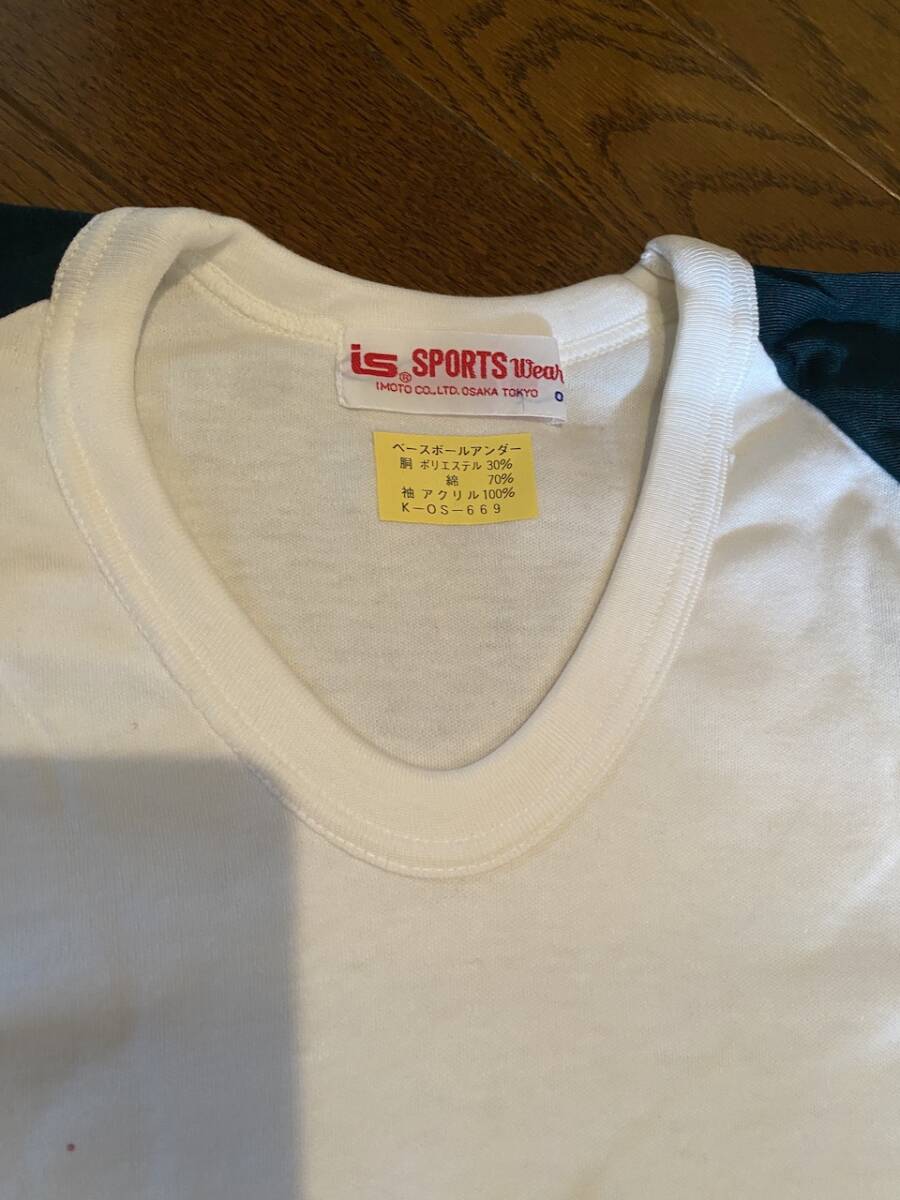 is® SPORTS Wear
IMOTO CO.,LTD. OSAKA TOKYO O
ベースボールアンダー
胴 ポリエステル 30%
綿 70%
袖 アクリル 100%
K-OS-669